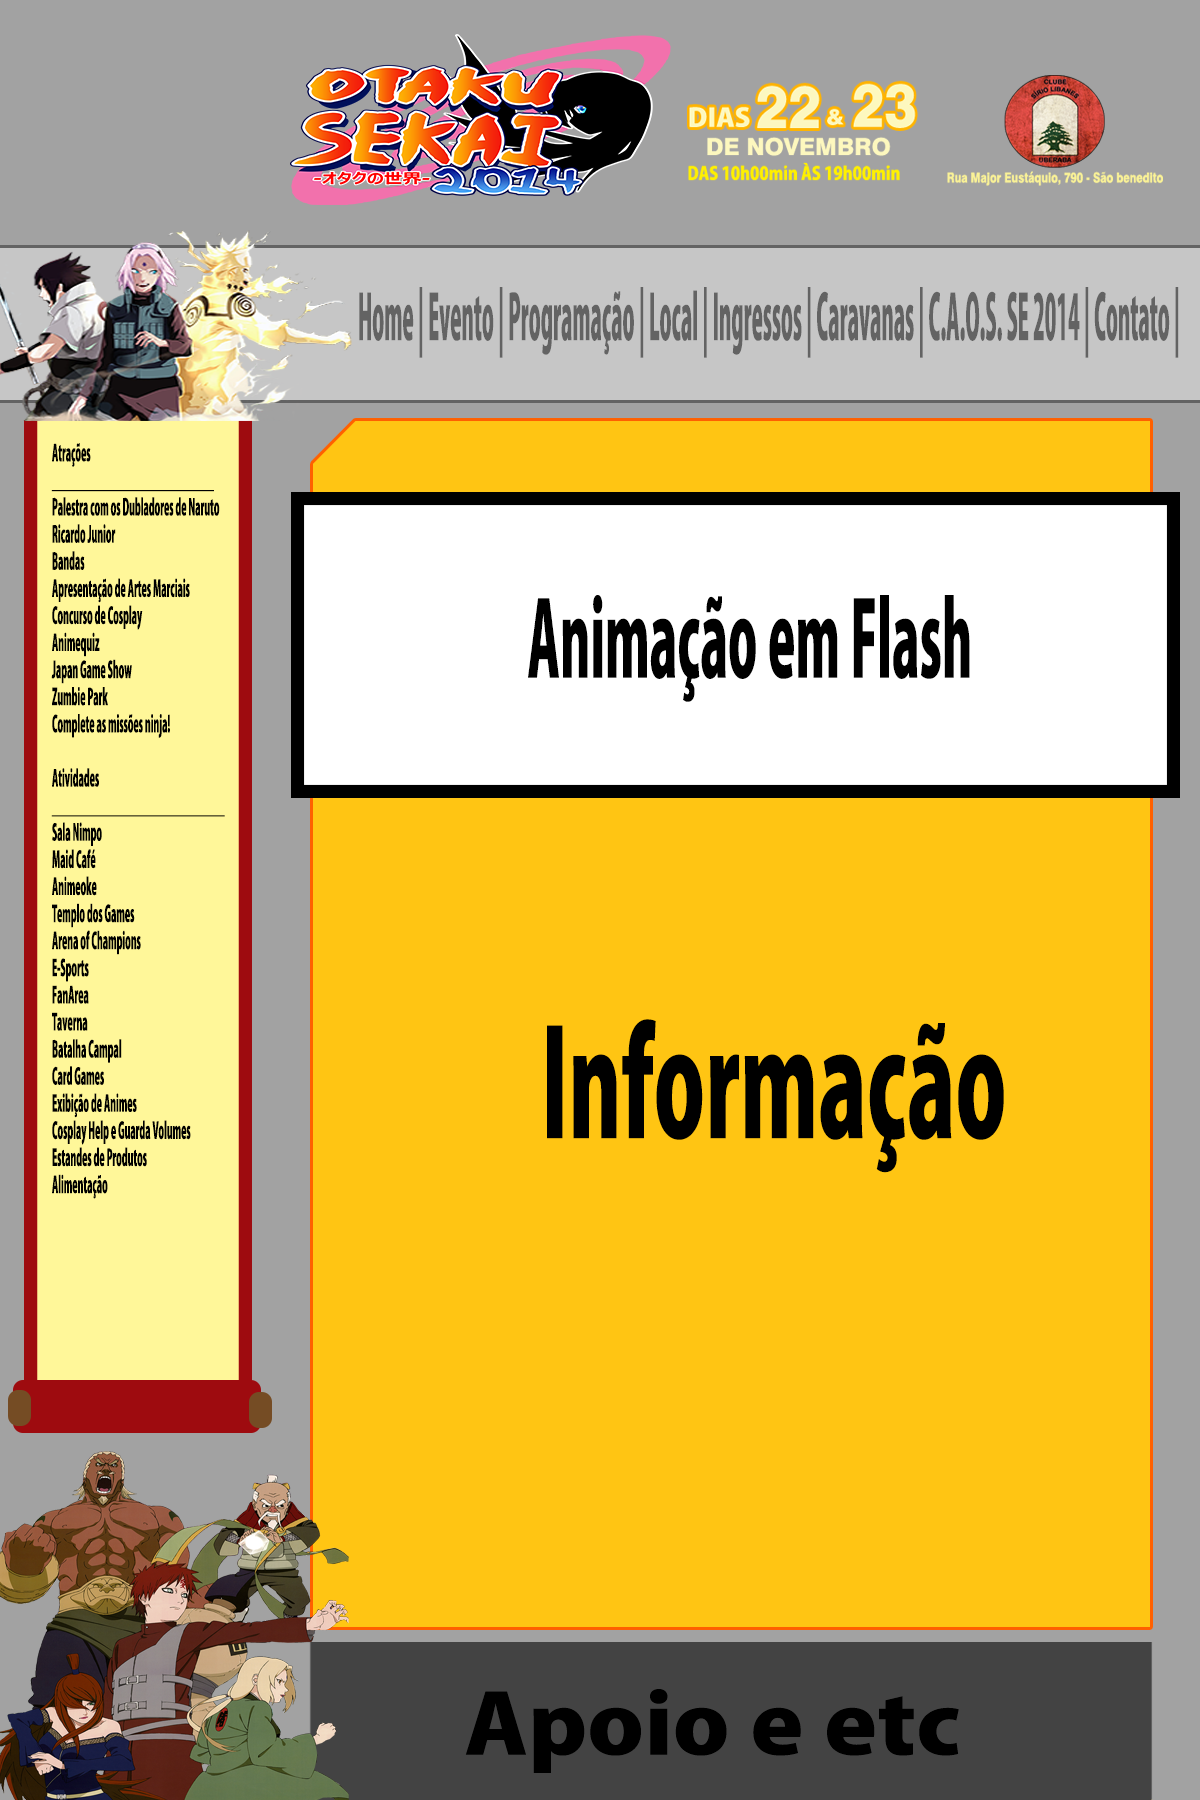 OTAKU
SEKAI
-オタクの世界-
2014
DIAS 22 & 23
DE NOVEMBRO
DAS 10h00min ÀS 19h00min
CLUBE
SÍRIO LIBANES
UBERABA
Rua Major Eustáquio, 790 - São benedito
Home | Evento | Programação | Local | Ingressos | Caravanas | C.A.O.S. SE 2014 | Contato |
Atrações
Palestra com os Dubladores de Naruto
Ricardo Junior
Bandas
Apresentação de Artes Marciais
Concurso de Cosplay
Animequiz
Japan Game Show
Zumbie Park
Complete as missões ninja!
Atividades
Sala Nimpo
Maid Café
Animeoke
Templo dos Games
Arena of Champions
E-Sports
FanArea
Taverna
Batalha Campal
Card Games
Exibição de Animes
Cosplay Help e Guarda Volumes
Estandes de Produtos
Alimentação
Animação em Flash
Informação
Apoio e etc